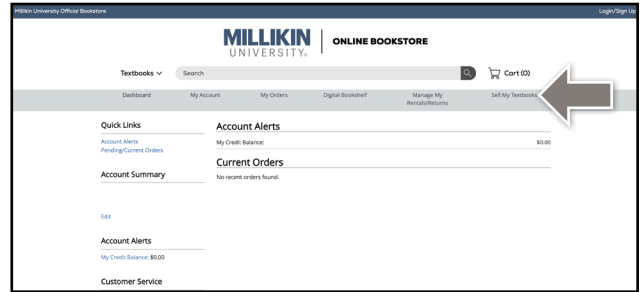 Millikin University Official Bookstore
Login/Sign Up
MILLIKIN
UNIVERSITY®
ONLINE BOOKSTORE
Textbooks
Search
Cart (0)
Dashboard
My Account
My Orders
Digital Bookshelf
Manage My
Rentals/Returns
Sell My Textbooks
Quick Links
Account Alerts
Pending/Current Orders
Account Summary
Edit
Account Alerts
My Credit Balance: $0.00
Customer Service
Account Alerts
My Credit Balance:
$0.00
Current Orders
No recent orders found.